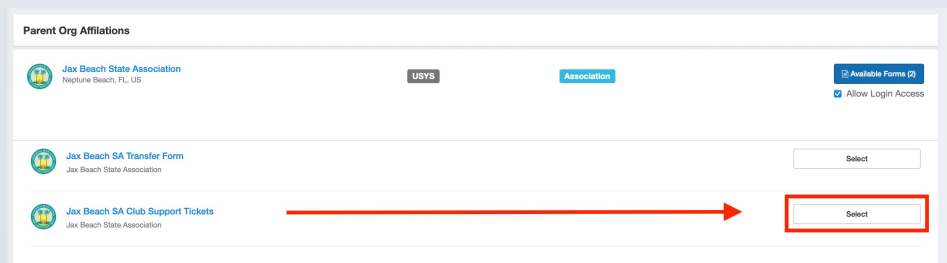 Parent Org Affilations
Jax Beach State Association
Neptune Beach, FL, US
USYS
Association
Available Forms (2)
Allow Login Access
Jax Beach SA Transfer Form
Jax Beach State Association
Select
Jax Beach SA Club Support Tickets
Jax Beach State Association
Select